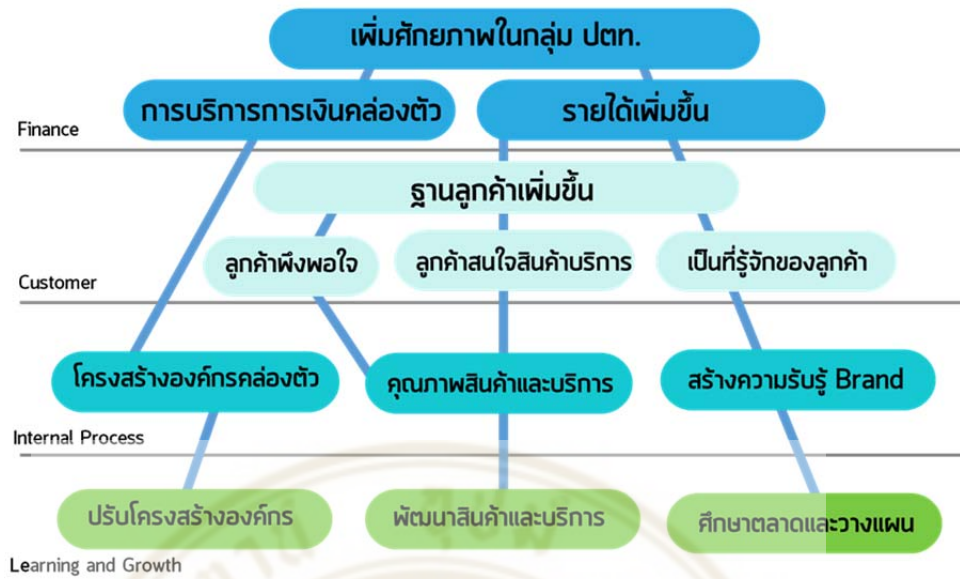 เพิ่มศักยภาพในกลุ่ม ปตท.
การบริการการเงินคล่องตัว
รายได้เพิ่มขึ้น
Finance
ฐานลูกค้าเพิ่มขึ้น
ลูกค้าพึงพอใจ
ลูกค้าสนใจสินค้าบริการ
เป็นที่รู้จักของลูกค้า
Customer
โครงสร้างองค์กรคล่องตัว
คุณภาพสินค้าและบริการ
สร้างความรับรู้ Brand
Internal Process
ปรับโครงสร้างองค์กร
พัฒนาสินค้าและบริการ
ศึกษาตลาดและวางแผน
Learning and Growth